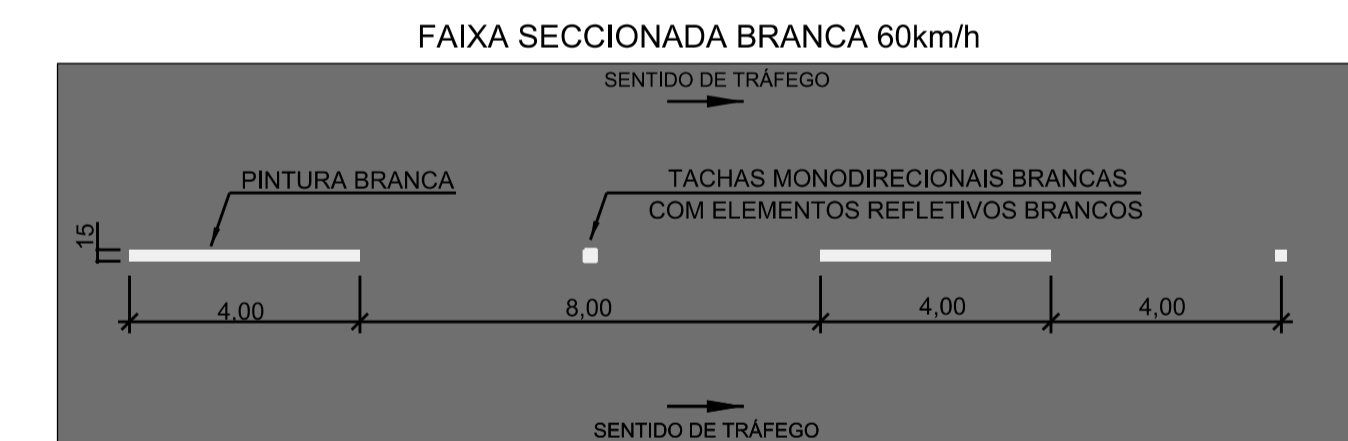 FAIXA SECCIONADA BRANCA 60km/h
SENTIDO DE TRÁFEGO
PINTURA BRANCA
TACHAS MONODIRECIONAIS BRANCAS
COM ELEMENTOS REFLETIVOS BRANCOS
15
4,00
8,00
4,00
4,00
SENTIDO DE TRÁFEGO